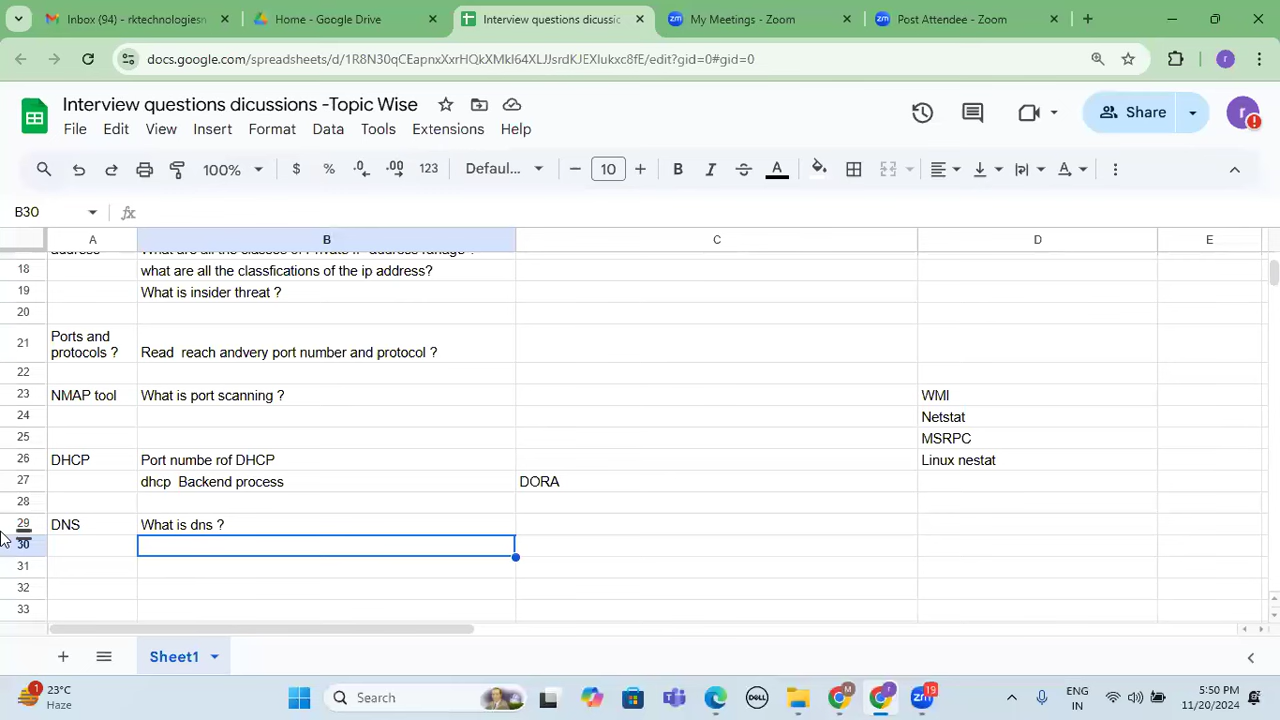 Inbox (94) - rktechnologiesn
Home - Google Drive
Interview questions dicussic
My Meetings - Zoom
Post Attendee - Zoom
docs.google.com/spreadsheets/d/1R8N30qCEapnxXxrHQkXMkl64XLJJsrdKJEXlukxc8fE/edit?gid=0#gid=0
Interview questions dicussions -Topic Wise
File Edit View Insert Format Data Tools Extensions Help
Share
r
100% $ % .0 .00 123 Defaul... 10 B I A
B30
A B C D E
18 what are all the classfications of the ip address?
19 What is insider threat ?
20
21 Ports and protocols ? Read reach andvery port number and protocol ?
22
23 NMAP tool What is port scanning ? WMI
24 Netstat
25 MSRPC
26 DHCP Port numbe rof DHCP Linux nestat
27 dhcp Backend process DORA
28
29 DNS What is dns ?
30
31
32
33
Sheet1
23°C
Haze
Search
ENG
IN
5:50 PM
11/20/2024